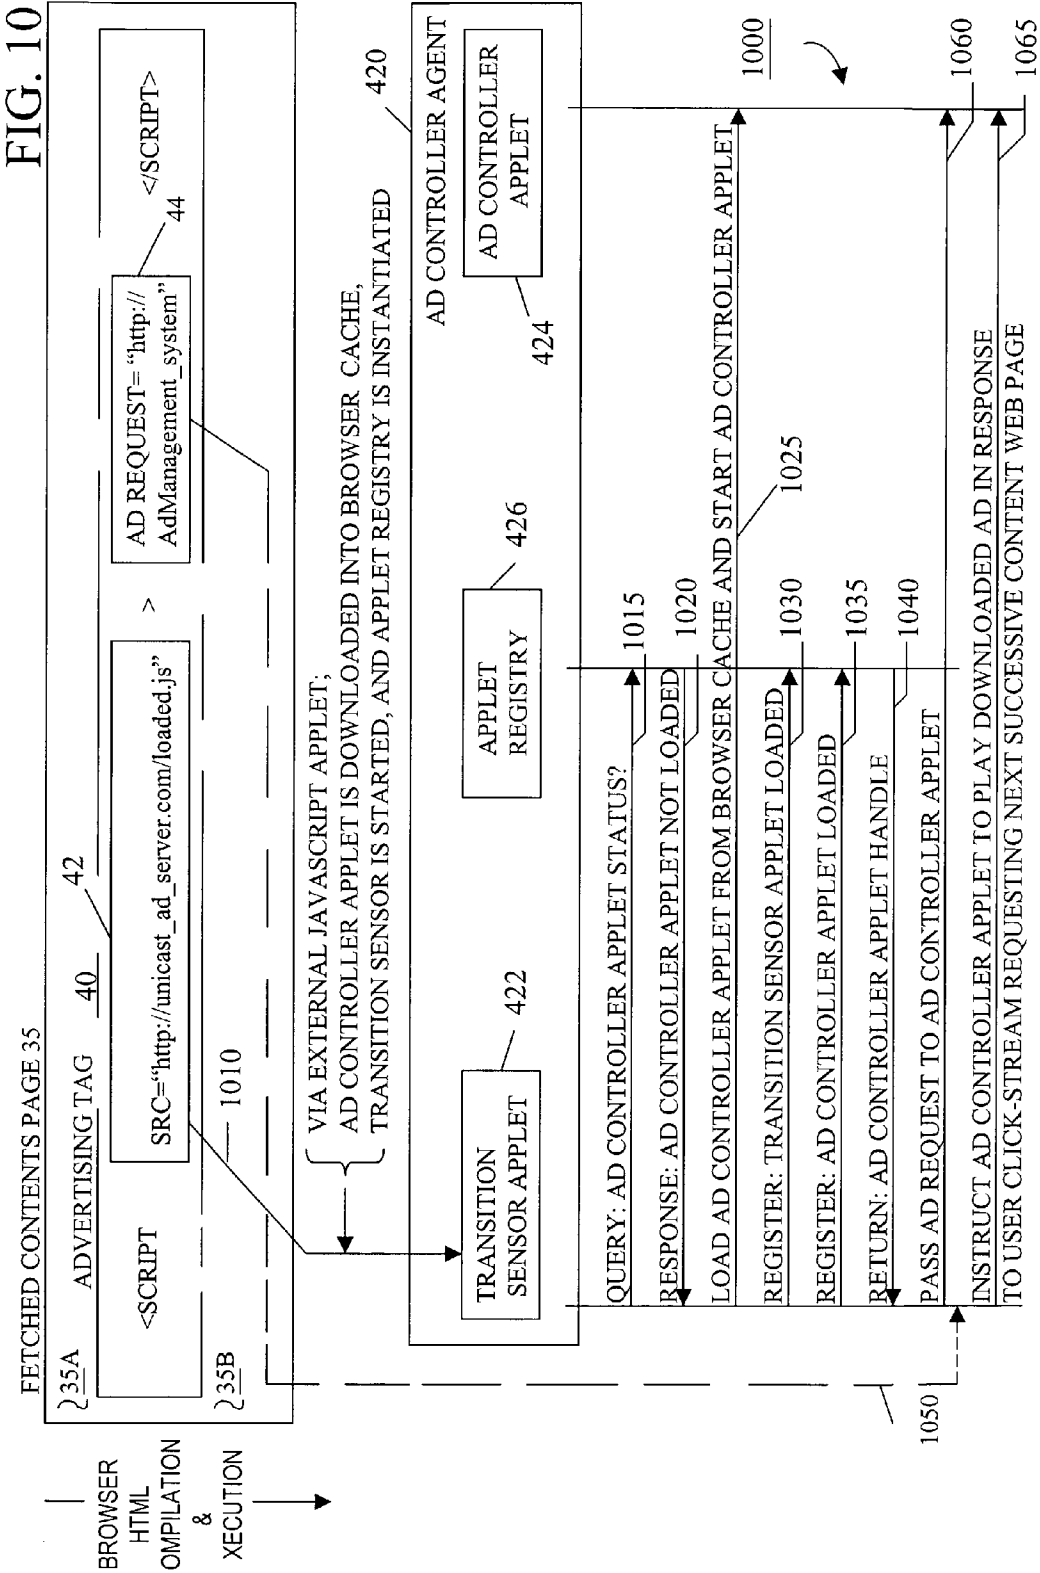 FIG. 10
FETCHED CONTENTS PAGE 35
35A
ADVERTISING TAG 40
42
<SCRIPT
SRC="http://unicast_ad_server.com/loaded.js"
>
AD REQUEST= "http://
AdManagement_system"
44
</SCRIPT>
35B
1010
BROWSER
HTML
OMPILATION
&
XECUTION
VIA EXTERNAL JAVASCRIPT APPLET;
AD CONTROLLER APPLET IS DOWNLOADED INTO BROWSER CACHE,
TRANSITION SENSOR IS STARTED, AND APPLET REGISTRY IS INSTANTIATED
420
AD CONTROLLER AGENT
TRANSITION
SENSOR APPLET
422
APPLET
REGISTRY
426
AD CONTROLLER
APPLET
424
1000
QUERY: AD CONTROLLER APPLET STATUS?
1015
RESPONSE: AD CONTROLLER APPLET NOT LOADED
1020
LOAD AD CONTROLLER APPLET FROM BROWSER CACHE AND START AD CONTROLLER APPLET
1025
REGISTER: TRANSITION SENSOR APPLET LOADED
1030
REGISTER: AD CONTROLLER APPLET LOADED
1035
RETURN: AD CONTROLLER APPLET HANDLE
1040
1050
PASS AD REQUEST TO AD CONTROLLER APPLET
1060
INSTRUCT AD CONTROLLER APPLET TO PLAY DOWNLOADED AD IN RESPONSE
TO USER CLICK-STREAM REQUESTING NEXT SUCCESSIVE CONTENT WEB PAGE
1065